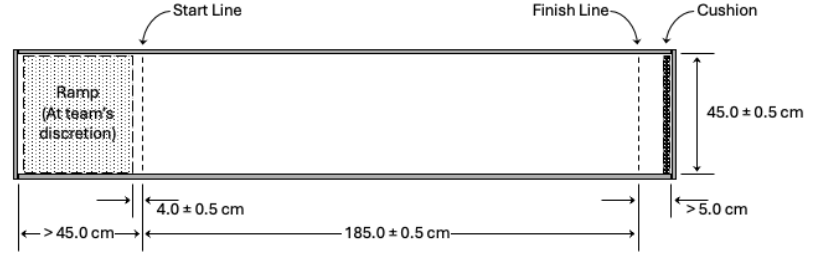 Start Line
Finish Line
Cushion
Ramp
(At team's
discretion)
45.0 ± 0.5 cm
4.0 ± 0.5 cm
> 5.0 cm
> 45.0 cm
185.0 ± 0.5 cm